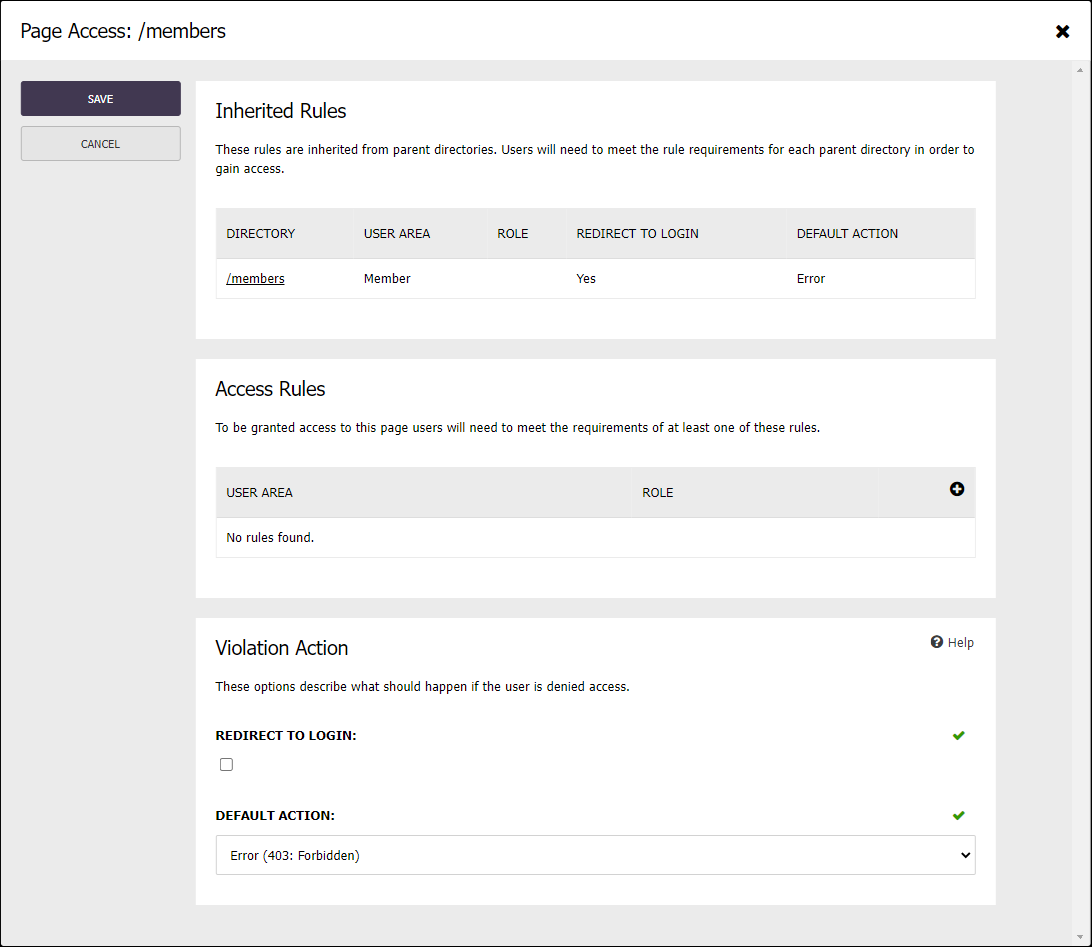 Page Access: /members
SAVE
CANCEL
Inherited Rules
These rules are inherited from parent directories. Users will need to meet the rule requirements for each parent directory in order to
gain access.
DIRECTORY USER AREA ROLE REDIRECT TO LOGIN DEFAULT ACTION
/members Member Yes Error
Access Rules
To be granted access to this page users will need to meet the requirements of at least one of these rules.
USER AREA ROLE
No rules found.
Violation Action
Help
These options describe what should happen if the user is denied access.
REDIRECT TO LOGIN:
DEFAULT ACTION:
Error (403: Forbidden)